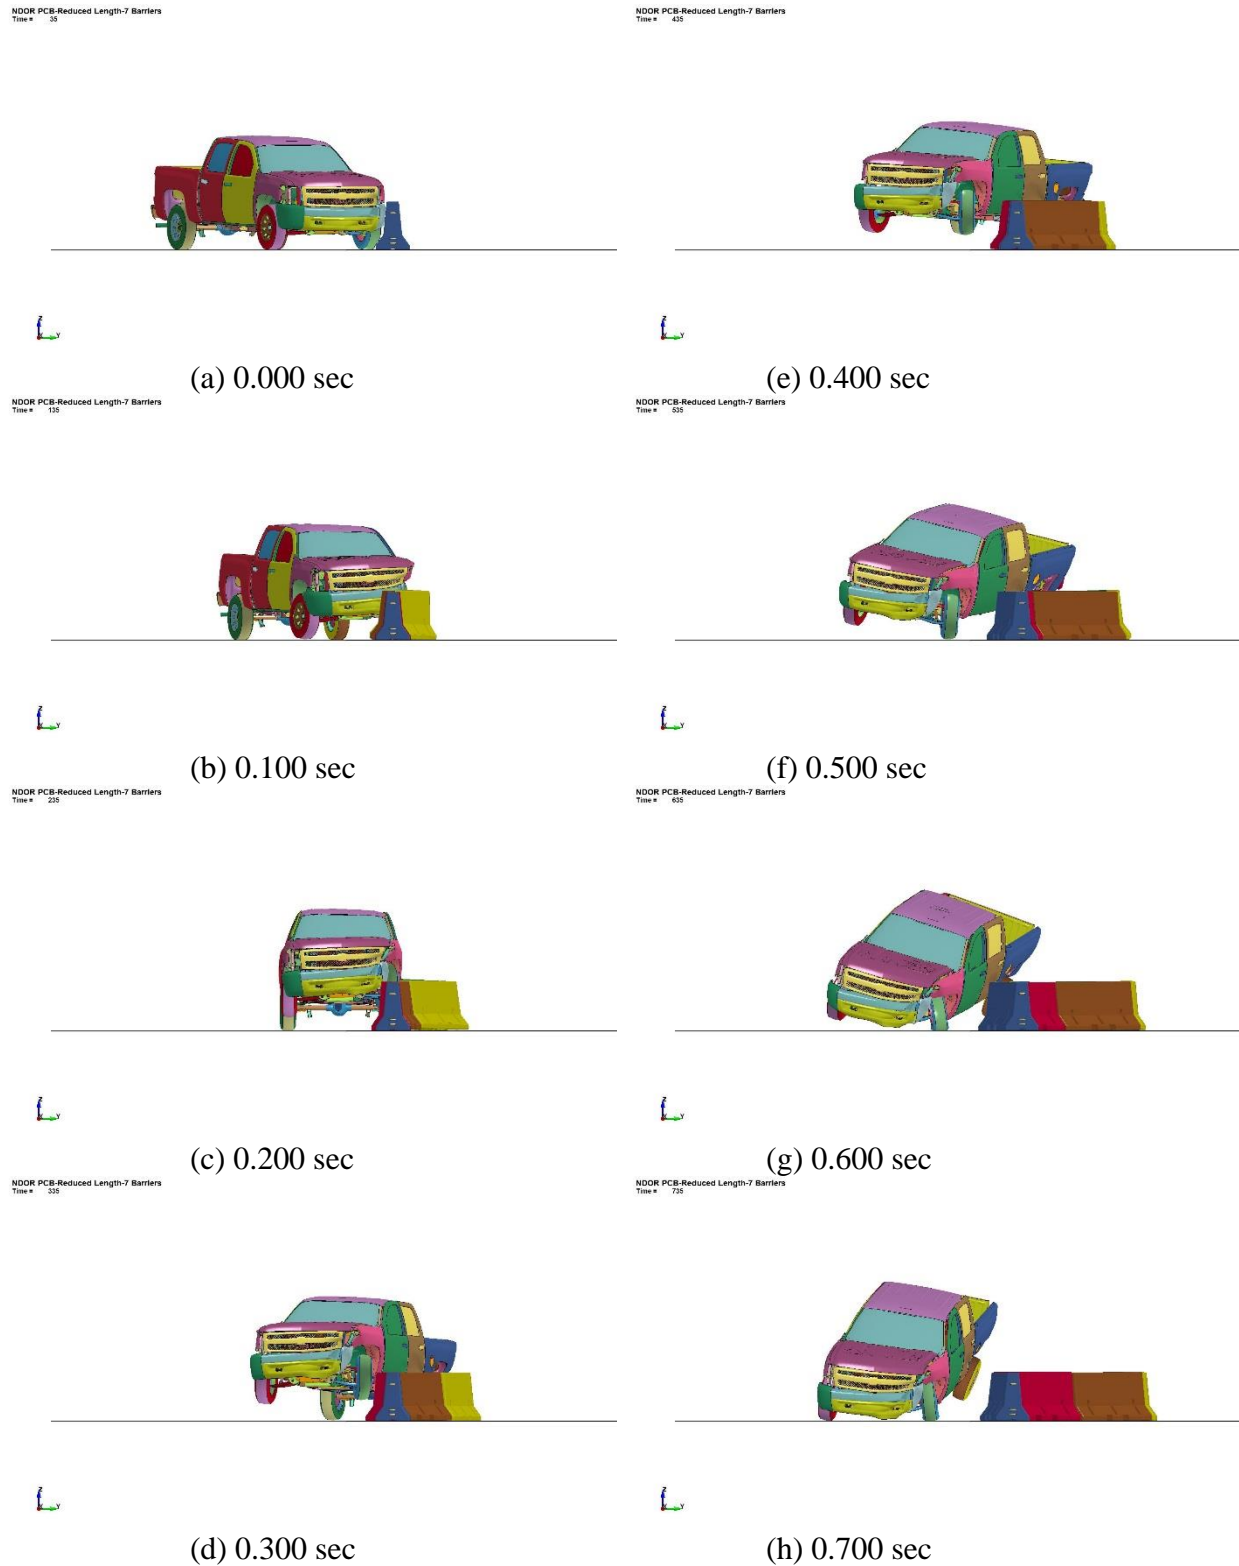 NDOR PCB-Reduced Length-7 Barriers
Time = 35
Z
Y
(a) 0.000 sec
NDOR PCB-Reduced Length-7 Barriers
Time = 135
Z
Y
(b) 0.100 sec
NDOR PCB-Reduced Length-7 Barriers
Time = 235
Z
Y
(c) 0.200 sec
NDOR PCB-Reduced Length-7 Barriers
Time = 335
Z
Y
(d) 0.300 sec
NDOR PCB-Reduced Length-7 Barriers
Time = 435
Z
Y
(e) 0.400 sec
NDOR PCB-Reduced Length-7 Barriers
Time = 535
Z
Y
(f) 0.500 sec
NDOR PCB-Reduced Length-7 Barriers
Time = 635
Z
Y
(g) 0.600 sec
NDOR PCB-Reduced Length-7 Barriers
Time = 735
Z
Y
(h) 0.700 sec